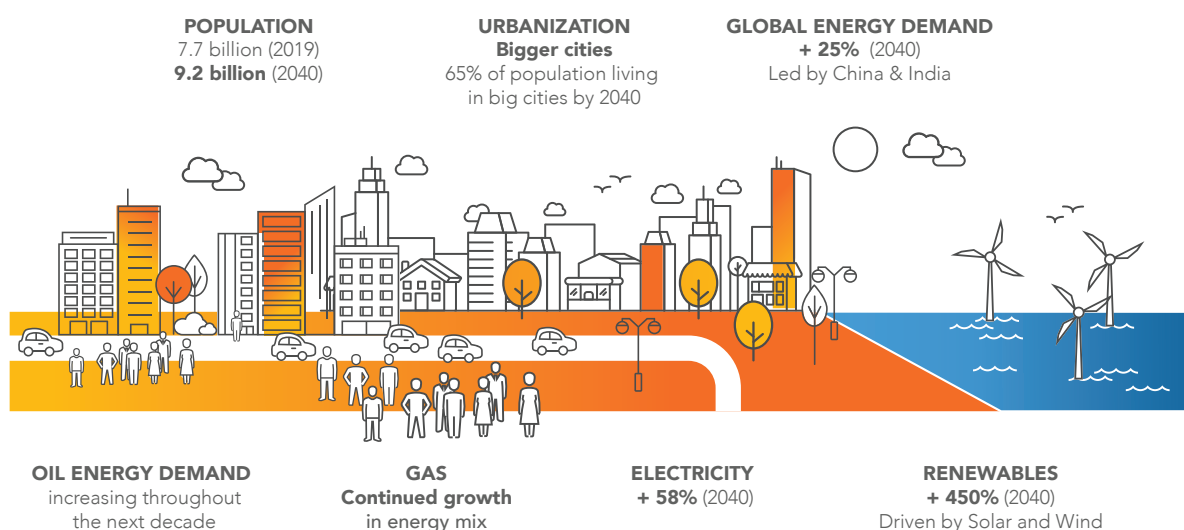 POPULATION
7.7 billion (2019)
9.2 billion (2040)
URBANIZATION
Bigger cities
65% of population living
in big cities by 2040
GLOBAL ENERGY DEMAND
+ 25% (2040)
Led by China & India
OIL ENERGY DEMAND
increasing throughout
the next decade
GAS
Continued growth
in energy mix
ELECTRICITY
+ 58% (2040)
RENEWABLES
+ 450% (2040)
Driven by Solar and Wind